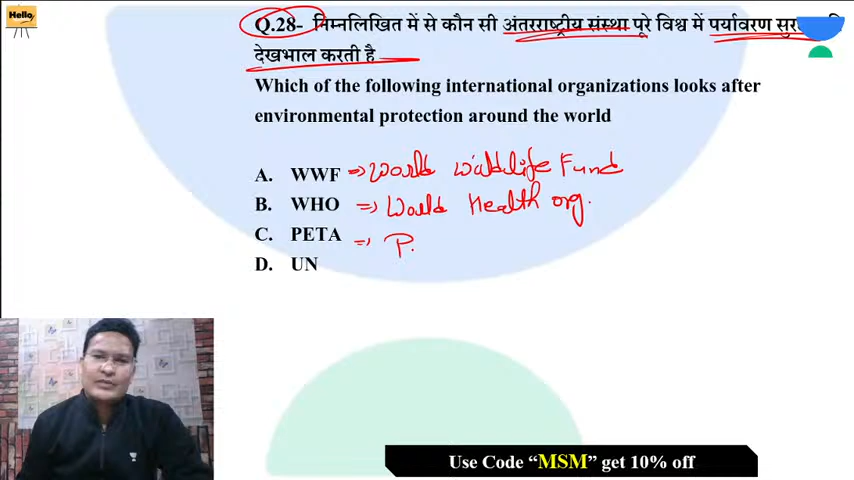 Hello
Q.28- निम्नलिखित में से कौन सी अंतरराष्ट्रीय संस्था पूरे विश्व में पर्यावरण
देखभाल करती है
Which of the following international organizations looks after
environmental protection around the world
A. WWF => World Wildlife Fund
B. WHO => World Health org.
C. PETA => P.
D. UN
Use Code “MSM” get 10% off